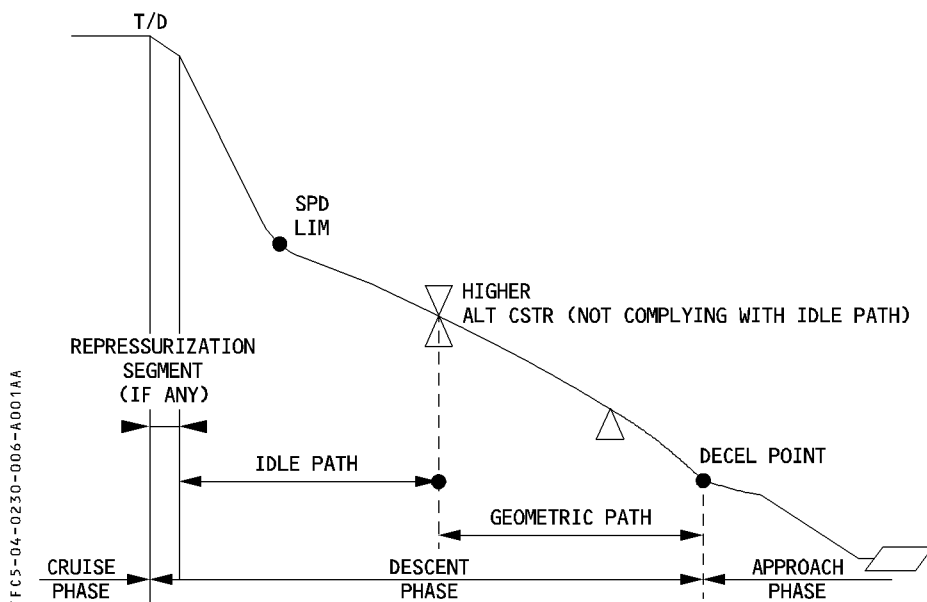 T/D
SPD
LIM
HIGHER
ALT CSTR (NOT COMPLYING WITH IDLE PATH)
REPRESSURIZATION
SEGMENT
(IF ANY)
IDLE PATH
DECEL POINT
GEOMETRIC PATH
CRUISE
PHASE
DESCENT
PHASE
APPROACH
PHASE
FC5-04-0230-006-A001AA